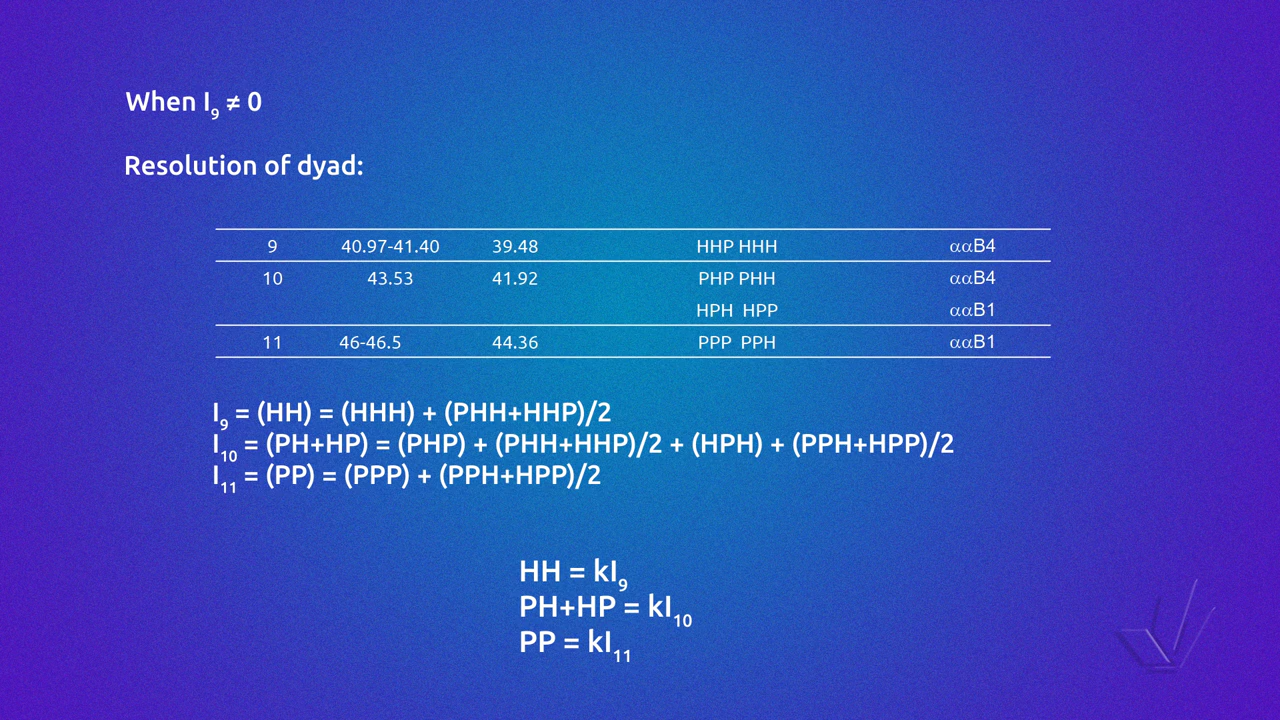 When I₉ ≠ 0
Resolution of dyad:
9 40.97-41.40 39.48 HHP HHH ααB4
10 43.53 41.92 PHP PHH ααB4
HPH HPP ααB1
11 46-46.5 44.36 PPP PPH ααB1
I₉ = (HH) = (HHH) + (PHH+HHP)/2
I₁₀ = (PH+HP) = (PHP) + (PHH+HHP)/2 + (HPH) + (PPH+HPP)/2
I₁₁ = (PP) = (PPP) + (PPH+HPP)/2
HH = kI₉
PH+HP = kI₁₀
PP = kI₁₁